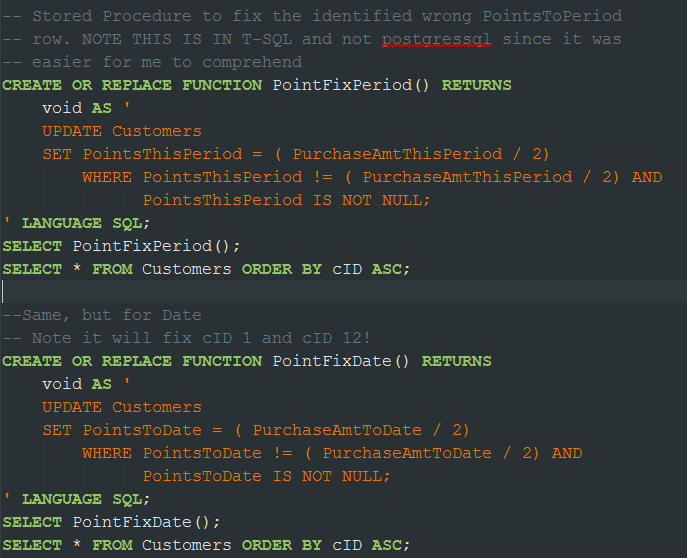 -- Stored Procedure to fix the identified wrong PointsToPeriod
-- row. NOTE THIS IS IN T-SQL and not postgressql since it was
-- easier for me to comprehend
CREATE OR REPLACE FUNCTION PointFixPeriod() RETURNS
    void AS '
    UPDATE Customers
    SET PointsThisPeriod = ( PurchaseAmtThisPeriod / 2)
        WHERE PointsThisPeriod != ( PurchaseAmtThisPeriod / 2) AND
              PointsThisPeriod IS NOT NULL;
' LANGUAGE SQL;
SELECT PointFixPeriod();
SELECT * FROM Customers ORDER BY cID ASC;
--Same, but for Date
-- Note it will fix cID 1 and cID 12!
CREATE OR REPLACE FUNCTION PointFixDate() RETURNS
    void AS '
    UPDATE Customers
    SET PointsToDate = ( PurchaseAmtToDate / 2)
        WHERE PointsToDate != ( PurchaseAmtToDate / 2) AND
              PointsToDate IS NOT NULL;
' LANGUAGE SQL;
SELECT PointFixDate();
SELECT * FROM Customers ORDER BY cID ASC;